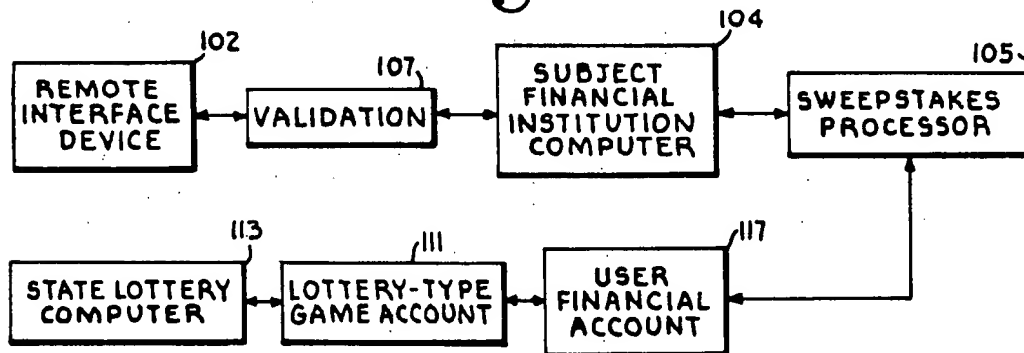 102
REMOTE
INTERFACE
DEVICE
107
VALIDATION
104
SUBJECT
FINANCIAL
INSTITUTION
COMPUTER
105
SWEEPSTAKES
PROCESSOR
113
STATE LOTTERY
COMPUTER
111
LOTTERY-TYPE
GAME ACCOUNT
117
USER
FINANCIAL
ACCOUNT